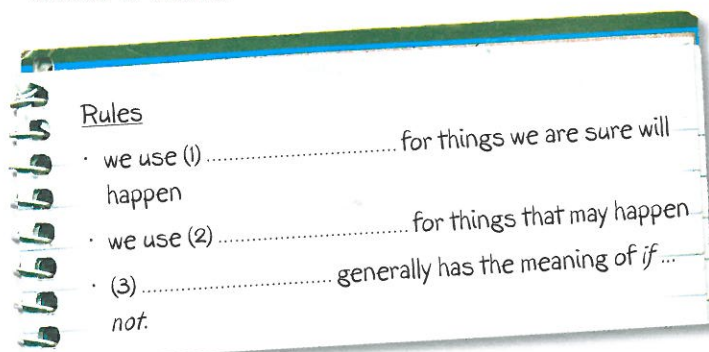 Rules
· we use (1) .................................. for things we are sure will
happen
· we use (2) .................................. for things that may happen
· (3) .................................. generally has the meaning of if ...
not.